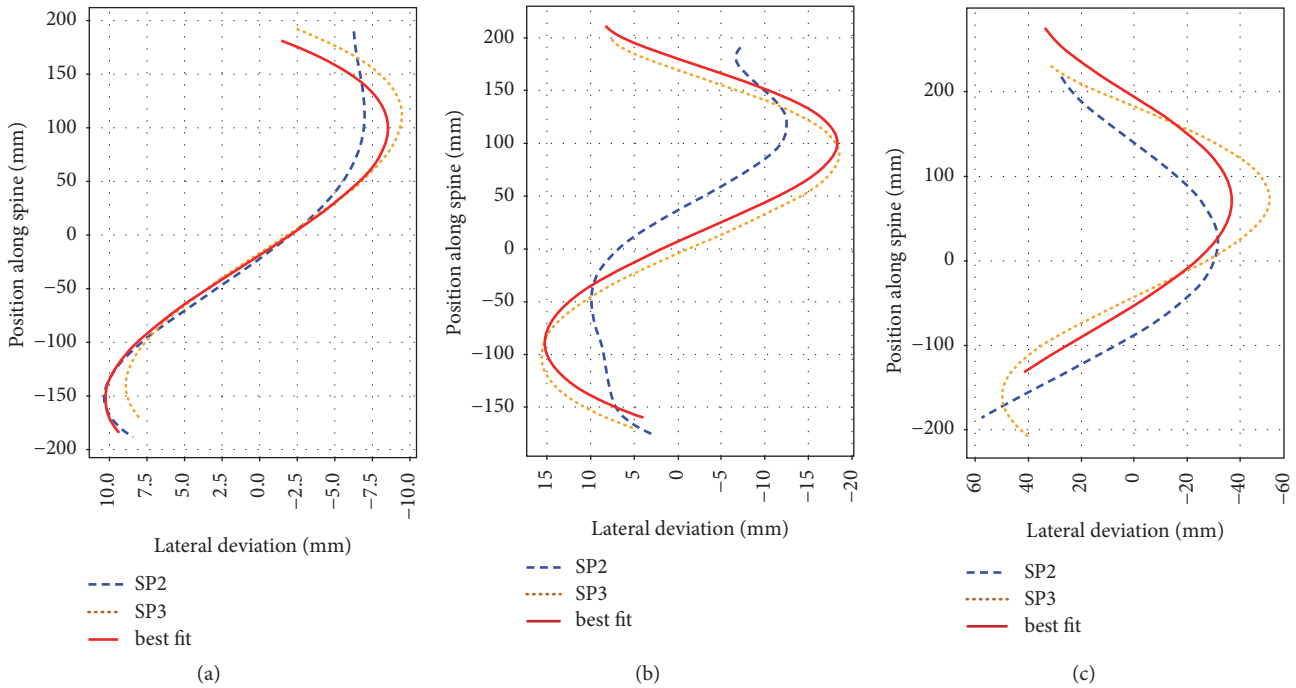 Position along spine (mm)
200
150
100
50
0
−50
−100
−150
−200
10.0
7.5
5.0
2.5
0.0
−2.5
−5.0
−7.5
−10.0
Lateral deviation (mm)
SP2
SP3
best fit
(a)
Position along spine (mm)
200
150
100
50
0
−50
−100
−150
15
10
5
0
−5
−10
−15
−20
Lateral deviation (mm)
SP2
SP3
best fit
(b)
Position along spine (mm)
200
100
0
−100
−200
60
40
20
0
−20
−40
−60
Lateral deviation (mm)
SP2
SP3
best fit
(c)